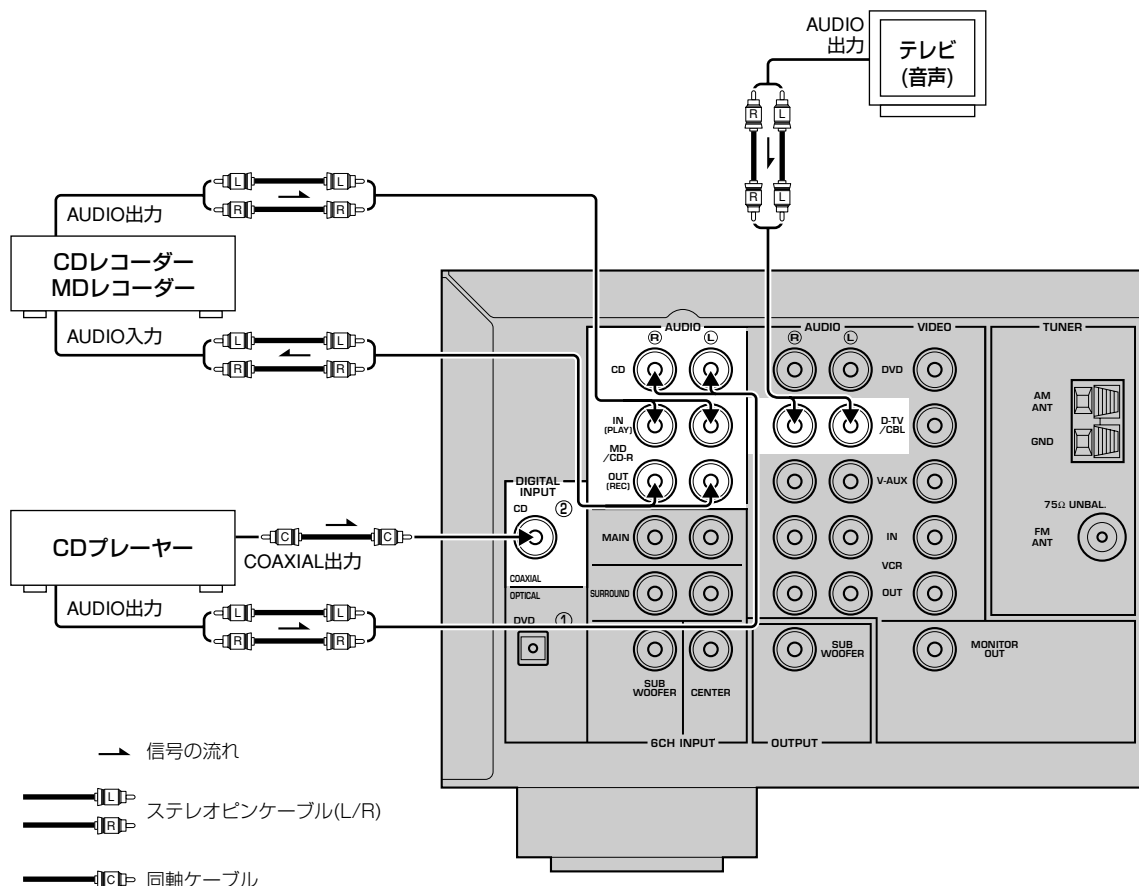 AUDIO
出力
テレビ
(音声)
L
L
R
R
R
L
R
L
AUDIO出力
CDレコーダー
MDレコーダー
AUDIO入力
L
L
R
R
AUDIO
R
L
CD
IN
(PLAY)
MD
/CD-R
OUT
(REC)
AUDIO
R
L
VIDEO
DVD
D-TV
/CBL
V-AUX
IN
VCR
OUT
TUNER
AM
ANT
GND
75Ω UNBAL.
FM
ANT
DIGITAL
INPUT
CD
②
COAXIAL
OPTICAL
DVD
①
MAIN
SURROUND
SUB
WOOFER
CENTER
6CH INPUT
SUB
WOOFER
OUTPUT
MONITOR
OUT
CDプレーヤー
C
C
COAXIAL出力
AUDIO出力
L
L
R
R
信号の流れ
L
R
ステレオピンケーブル(L/R)
C
同軸ケーブル